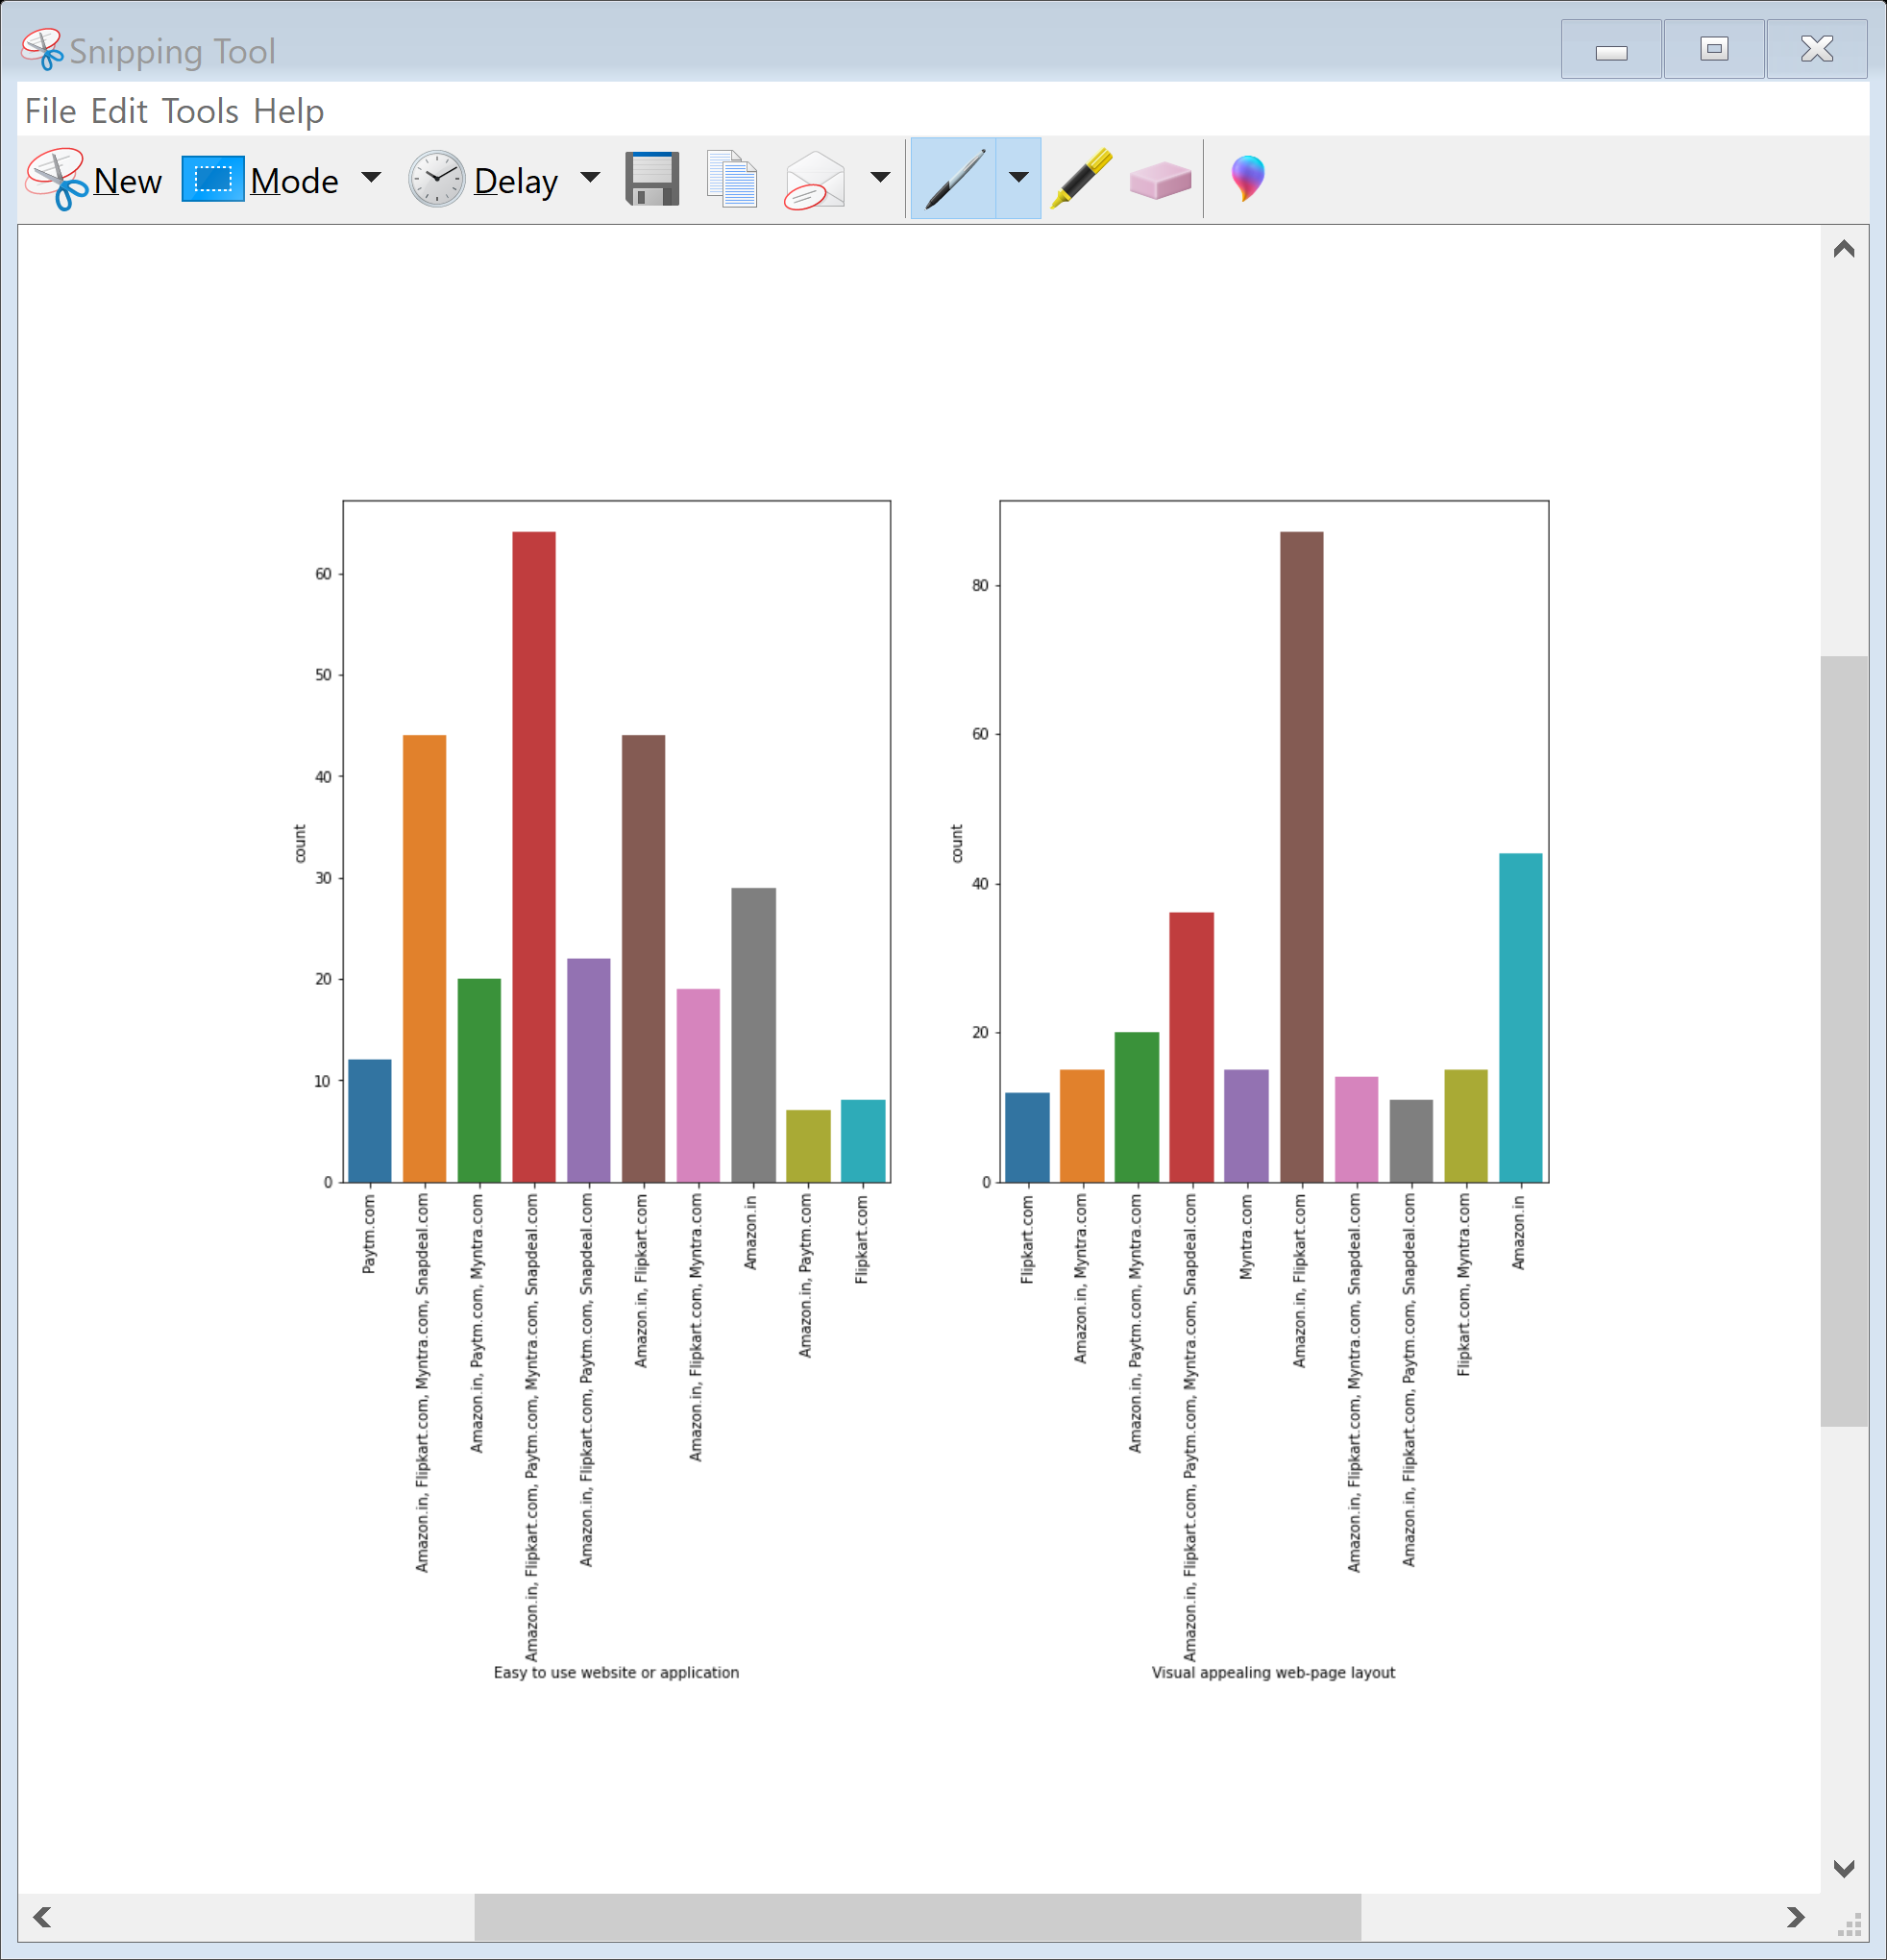 Snipping Tool
File Edit Tools Help
New Mode Delay
60
50
40
30
20
10
0
count
Paytm.com
Amazon.in, Flipkart.com, Myntra.com, Snapdeal.com
Amazon.in, Paytm.com, Myntra.com
Amazon.in, Flipkart.com, Paytm.com, Myntra.com, Snapdeal.com
Amazon.in, Flipkart.com, Paytm.com, Snapdeal.com
Amazon.in, Flipkart.com
Amazon.in, Flipkart.com, Myntra.com
Amazon.in
Amazon.in, Paytm.com
Flipkart.com
Easy to use website or application
80
60
40
20
0
count
Flipkart.com
Amazon.in, Myntra.com
Amazon.in, Paytm.com, Myntra.com
Amazon.in, Flipkart.com, Paytm.com, Myntra.com, Snapdeal.com
Myntra.com
Amazon.in, Flipkart.com
Amazon.in, Flipkart.com, Myntra.com, Snapdeal.com
Amazon.in, Flipkart.com, Paytm.com, Snapdeal.com
Flipkart.com, Myntra.com
Amazon.in
Visual appealing web-page layout